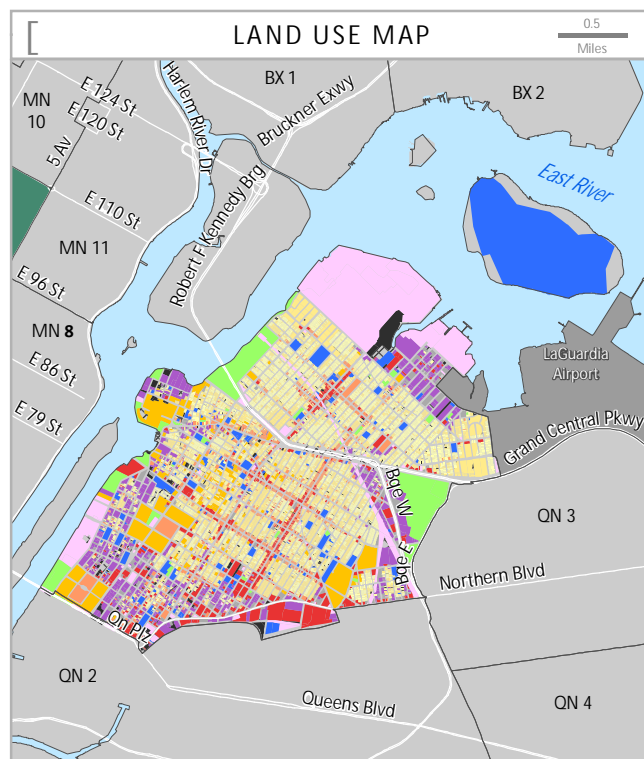 [ LAND USE MAP
0.5
Miles
BX 1
BX 2
MN
10
E 124 St
E 120 St
5 Av
Harlem River Dr
Bruckner Exwy
East River
E 110 St
Robert F Kennedy Brg
MN 11
E 96 St
MN 8
E 86 St
E 79 St
LaGuardia
Airport
Grand Central Pkwy
Bqe W
Bqe E
QN 3
Northern Blvd
Qn Plz
QN 2
Queens Blvd
QN 4